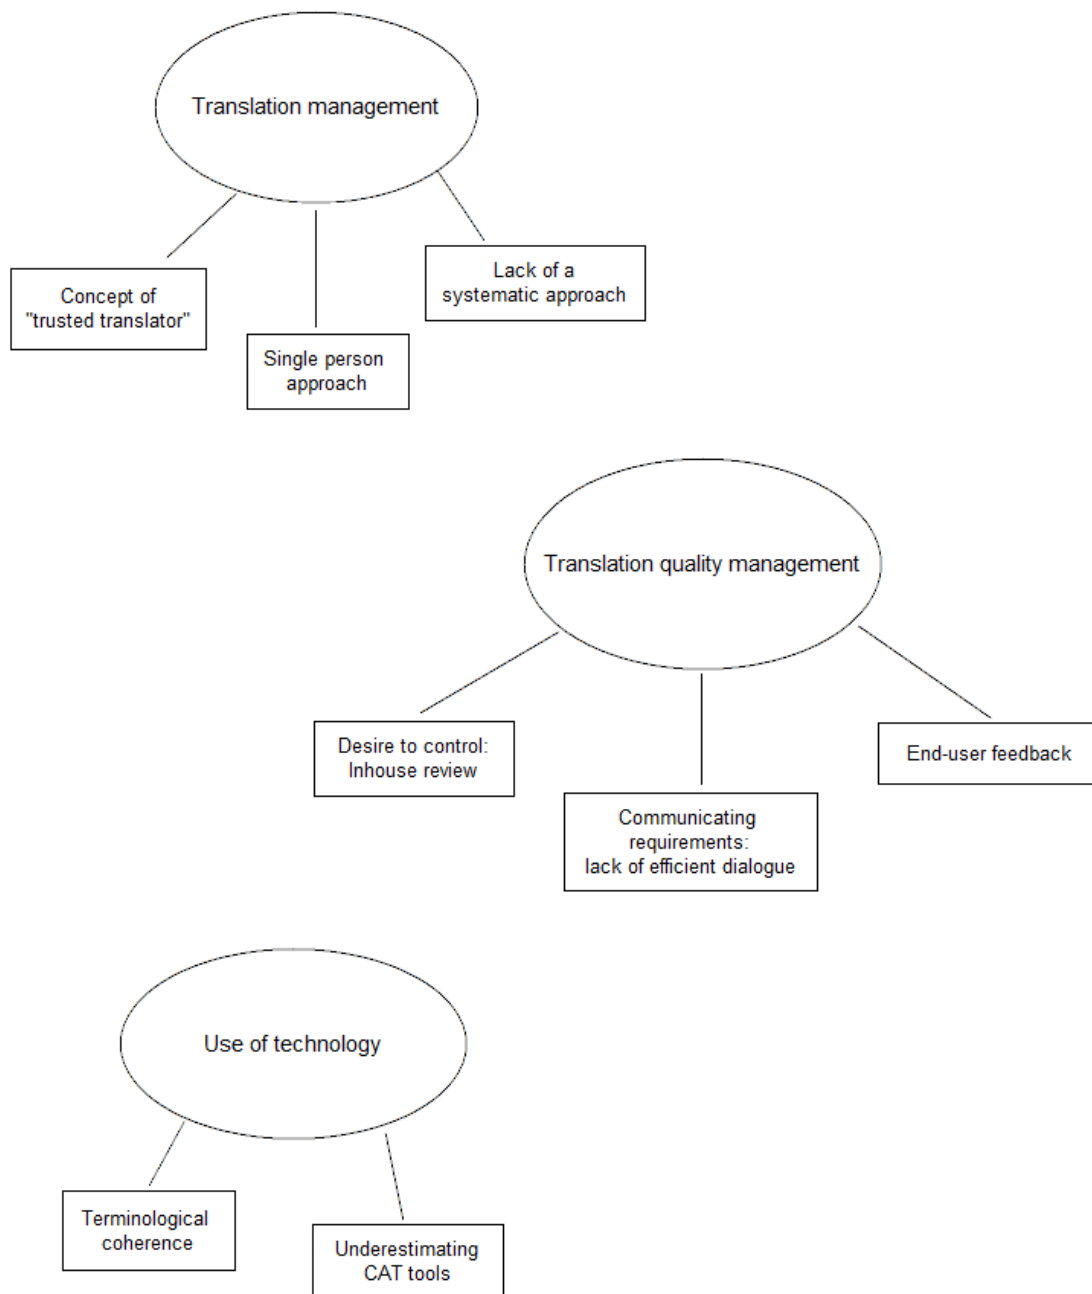 Translation management
Concept of
"trusted translator"
Single person
approach
Lack of a
systematic approach
Translation quality management
Desire to control:
Inhouse review
Communicating
requirements:
lack of efficient dialogue
End-user feedback
Use of technology
Terminological
coherence
Underestimating
CAT tools